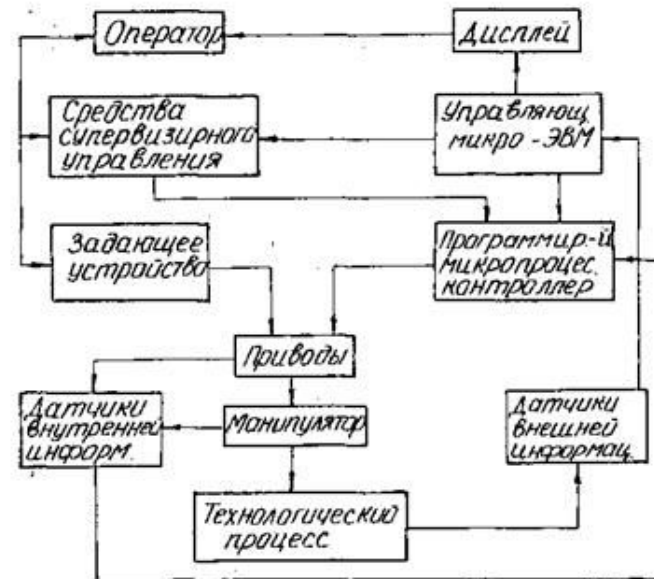 Оператор
Дисплей
Средства
супервизирного
управления
Управляющ
микро-ЭВМ
Задающее
устройство
Программир-й
микропроцес.
контроллер
Приводы
Датчики
внутренней
информ.
Манипулятор
Датчики
внешней
информац.
Технологический
процесс